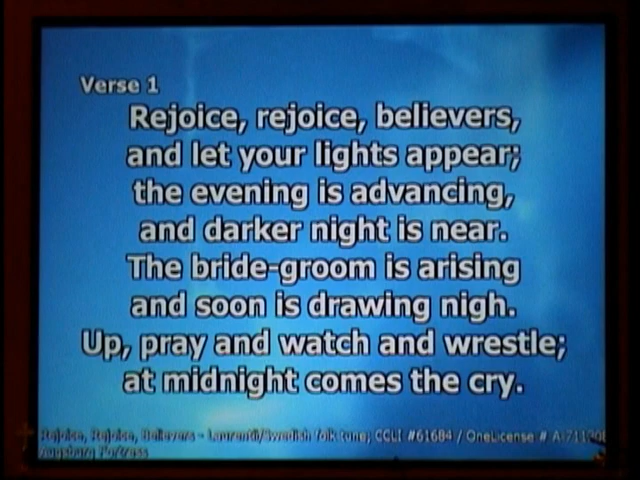 Verse 1
Rejoice, rejoice, believers,
and let your lights appear;
the evening is advancing,
and darker night is near.
The bride-groom is arising
and soon is drawing nigh.
Up, pray and watch and wrestle;
at midnight comes the cry.
Rejoice, Rejoice, Believers - Laurenti/Swedish folk tune; CCLI #61684 / OneLicense #
Augsburg Fortress